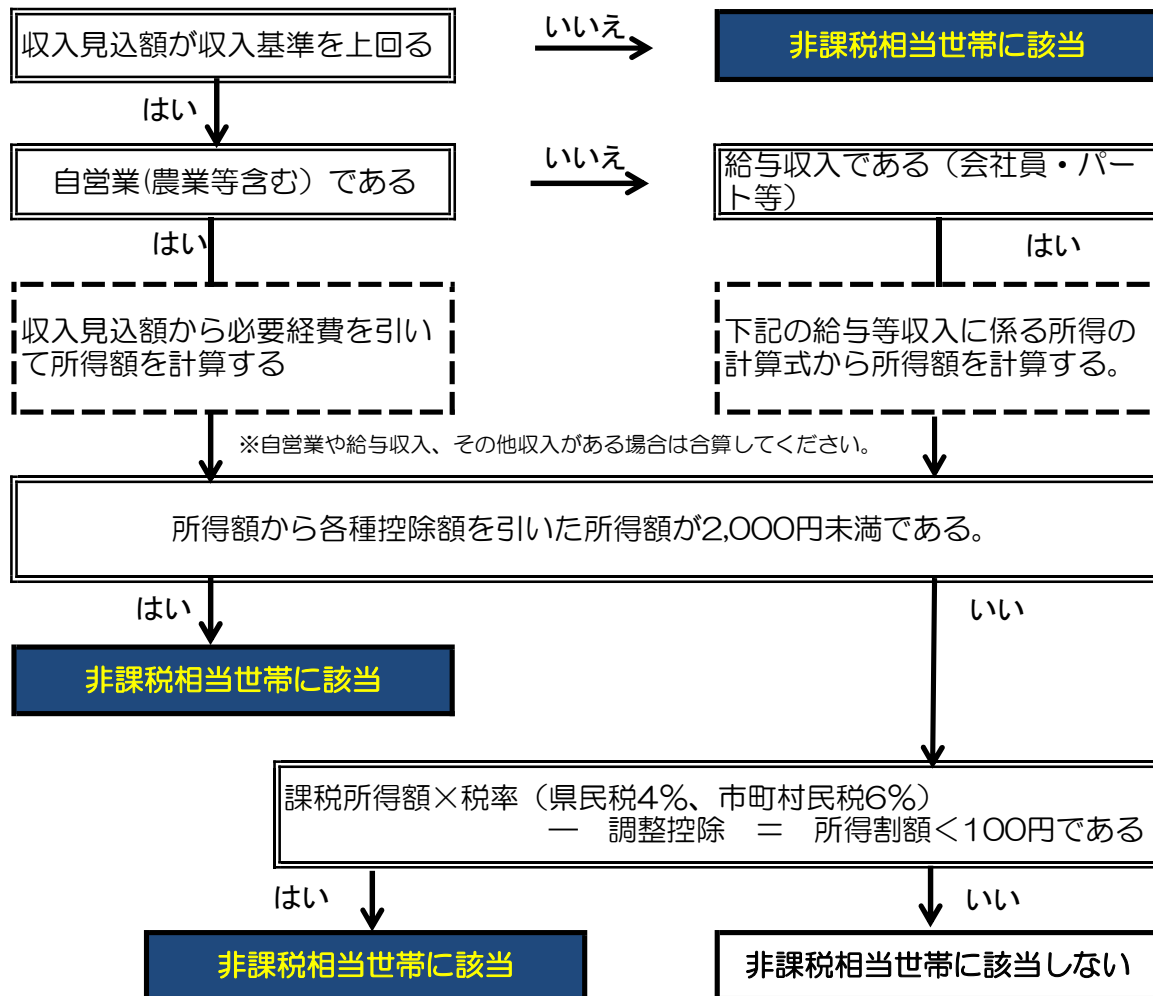 収入見込額が収入基準を上回る
いいえ
非課税相当世帯に該当
はい
自営業(農業等含む）である
いいえ
給与収入である（会社員・パー
ト等）
はい
はい
収入見込額から必要経費を引い
て所得額を計算する
下記の給与等収入に係る所得の
計算式から所得額を計算する。
※自営業や給与収入、その他収入がある場合は合算してください。
所得額から各種控除額を引いた所得額が2,000円未満である。
はい
いい
非課税相当世帯に該当
課税所得額×税率（県民税4%、市町村民税6%）
－　調整控除　＝　所得割額＜100円である
はい
いい
非課税相当世帯に該当
非課税相当世帯に該当しない